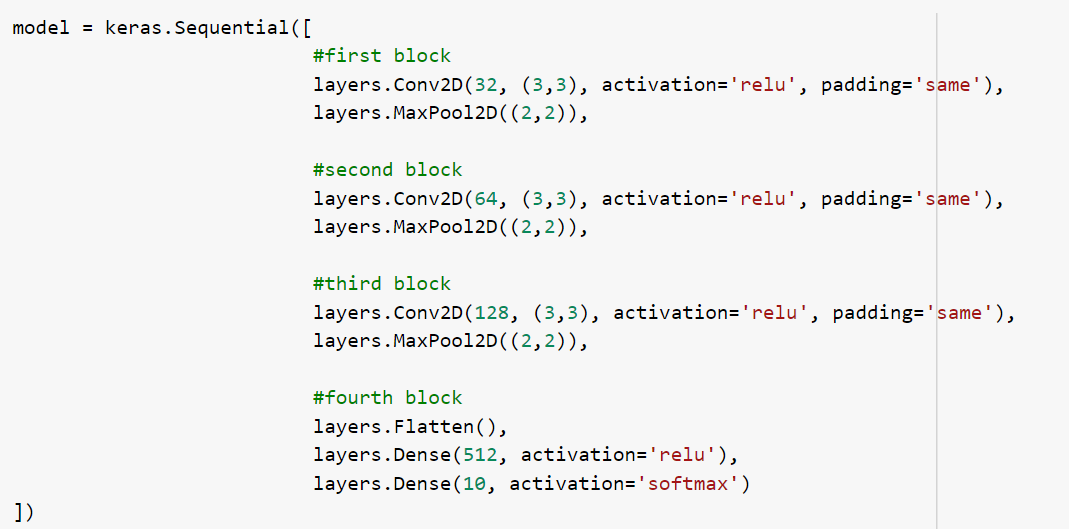 model = keras.Sequential([
#first block
layers.Conv2D(32, (3,3), activation='relu', padding='same'),
layers.MaxPool2D((2,2)),
#second block
layers.Conv2D(64, (3,3), activation='relu', padding='same'),
layers.MaxPool2D((2,2)),
#third block
layers.Conv2D(128, (3,3), activation='relu', padding='same'),
layers.MaxPool2D((2,2)),
#fourth block
layers.Flatten(),
layers.Dense(512, activation='relu'),
layers.Dense(10, activation='softmax')
])